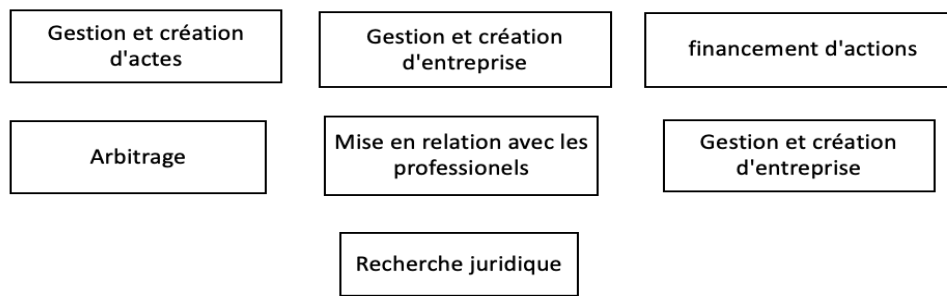 Gestion et création
d'actes
Gestion et création
d'entreprise
financement d'actions
Arbitrage
Mise en relation avec les
professionels
Gestion et création
d'entreprise
Recherche juridique